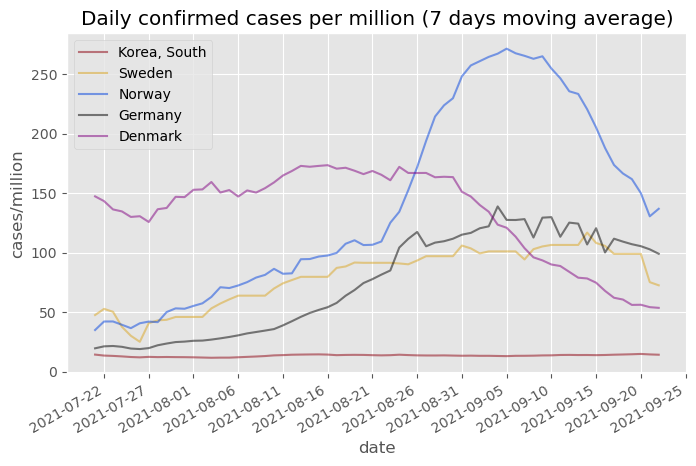 Daily confirmed cases per million (7 days moving average)
Korea, South
Sweden
Norway
Germany
Denmark
cases/million
250
200
150
100
50
0
2021-07-22
2021-07-27
2021-08-01
2021-08-06
2021-08-11
2021-08-16
2021-08-21
2021-08-26
2021-08-31
2021-09-05
2021-09-10
2021-09-15
2021-09-20
2021-09-25
date